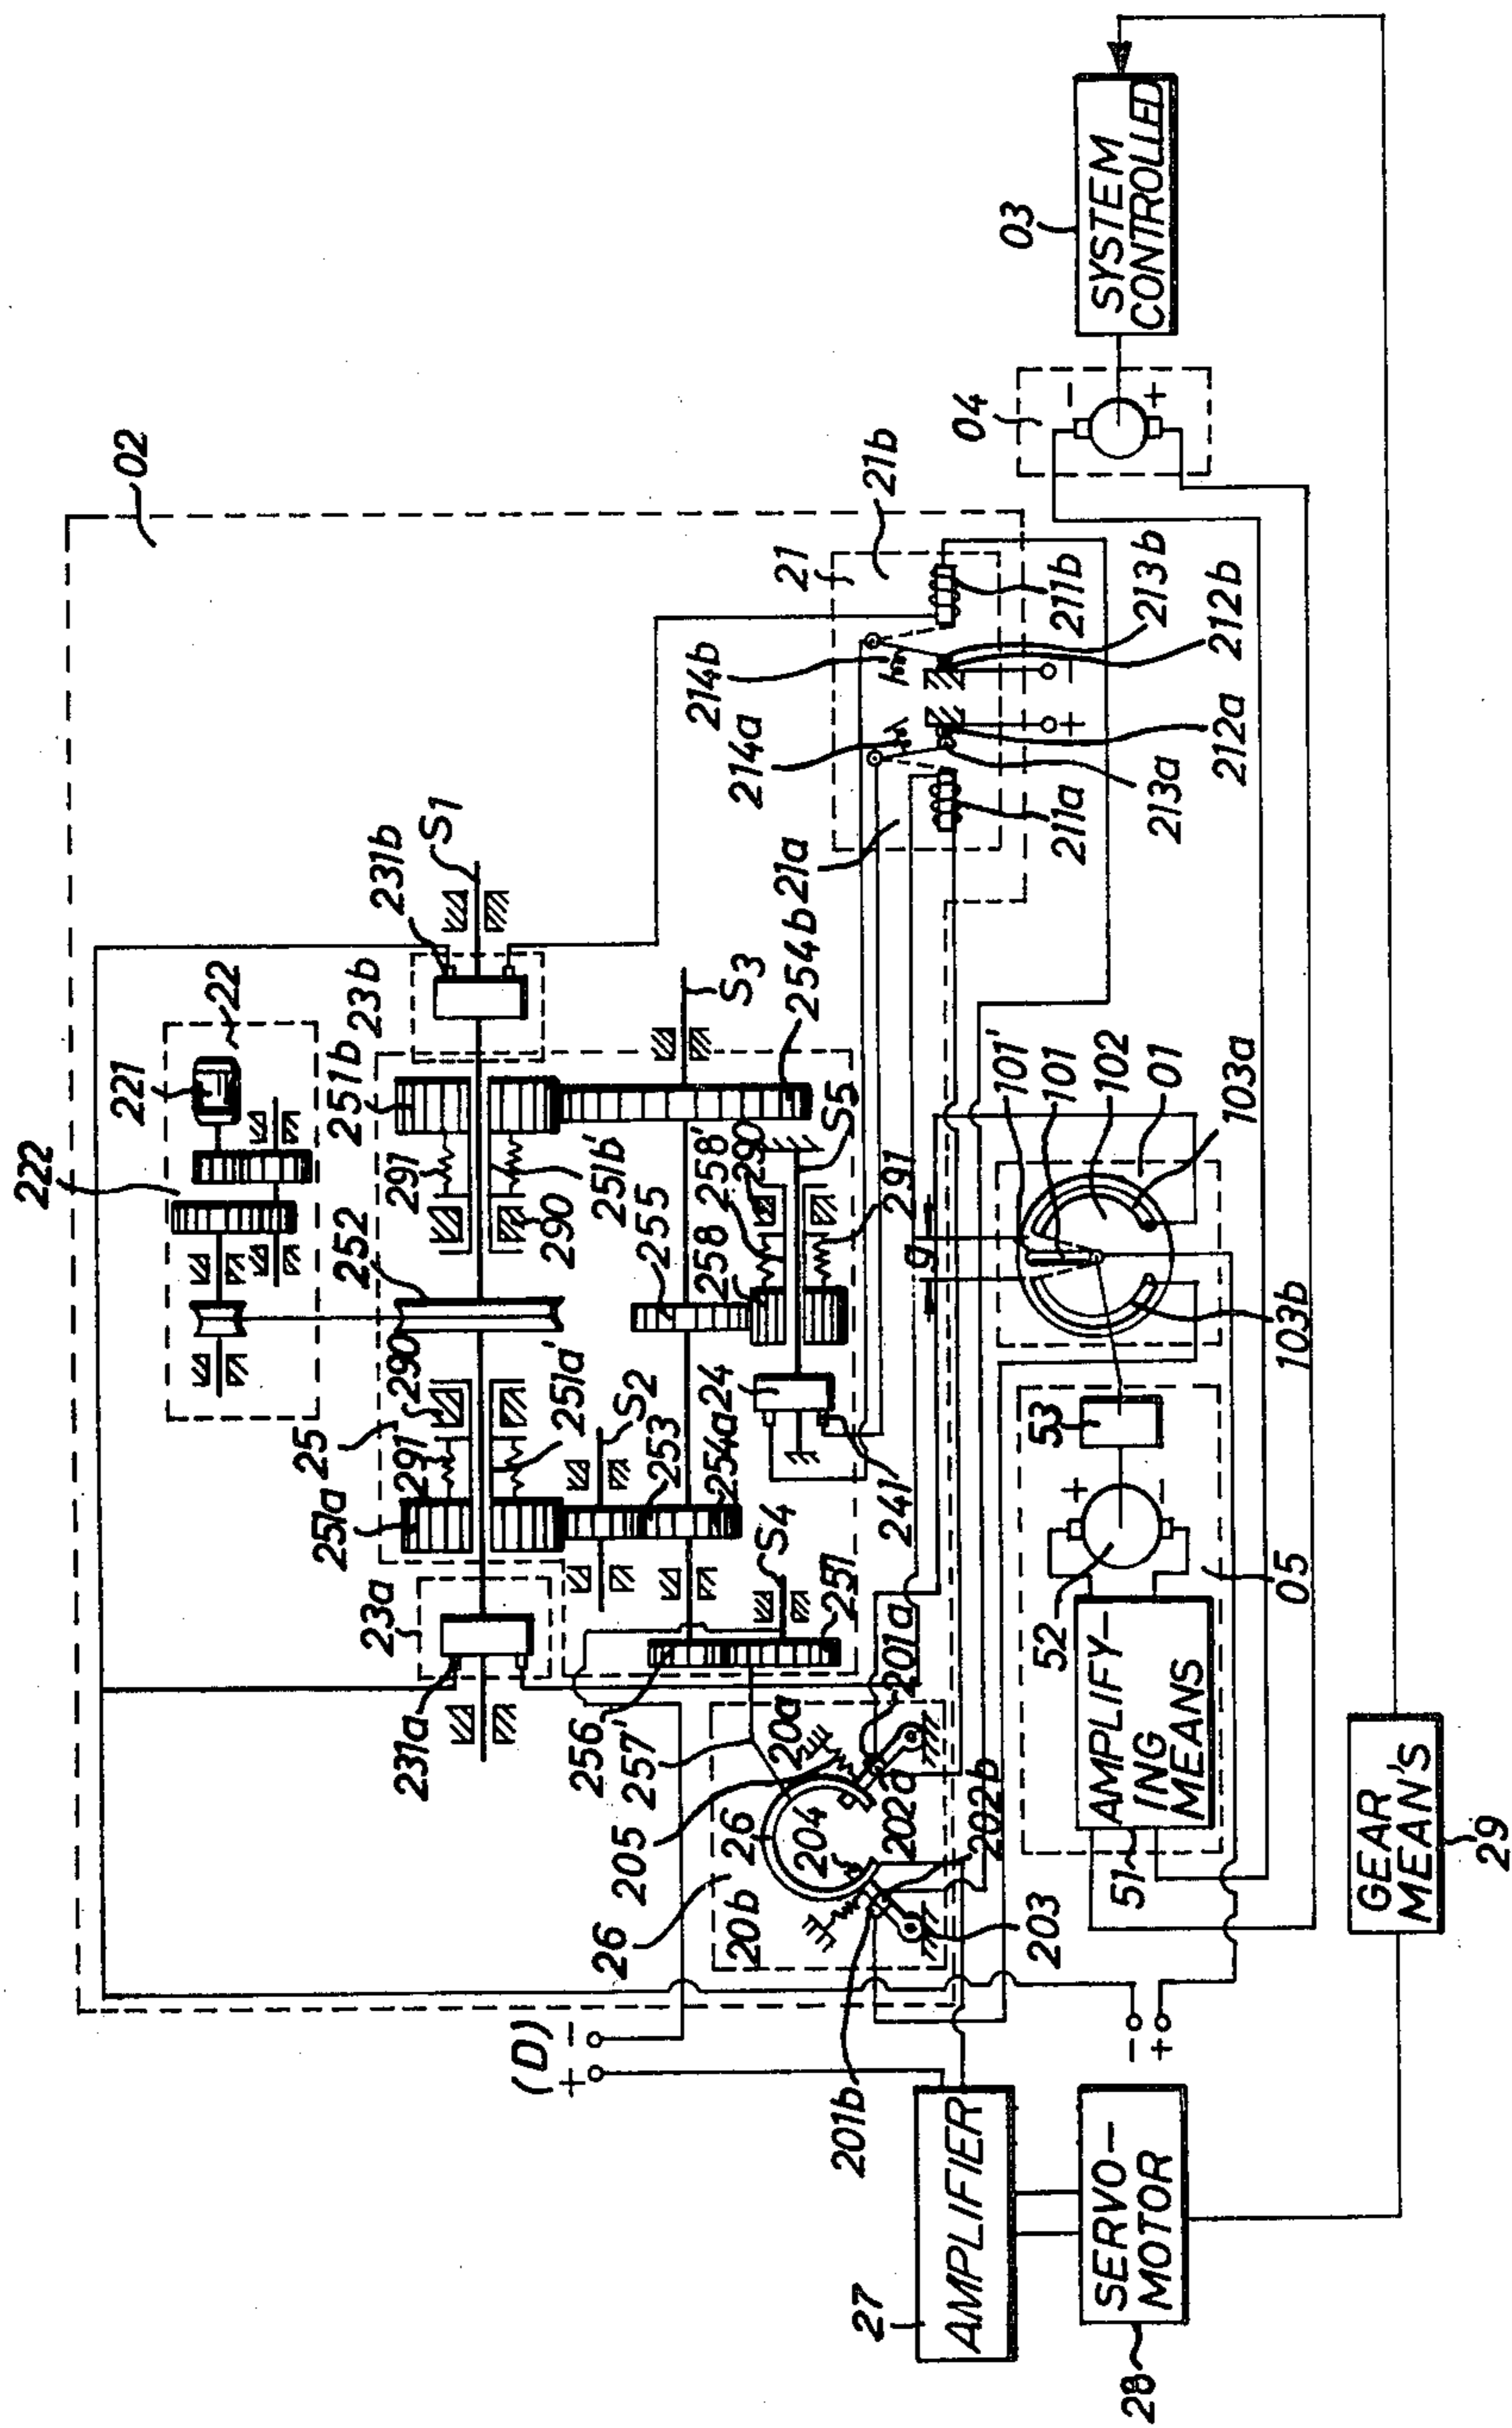 02
222
221
22
251b
23b
231b
S1
252
290
25
291
251a
23a
231a
291
290
251b'
251a'
S2
253
254a
255
258
258'
290
S3
254b
S5
291
24
241
S4
257
256
257'
205
20a
201a
26
26
204
202a
202b
20b
203
201b
(D)
+ −
− +
g
214b
214a
h
21
21b
21a
211b
213b
212b
212a
213a
211a
+ −
04
− +
03
SYSTEM
CONTROLLED
101'
101
102
01
103a
103b
53
52
+
05
51
AMPLIFY-
ING
MEANS
27
AMPLIFIER
28
SERVO-
MOTOR
GEAR
MEAN'S
29